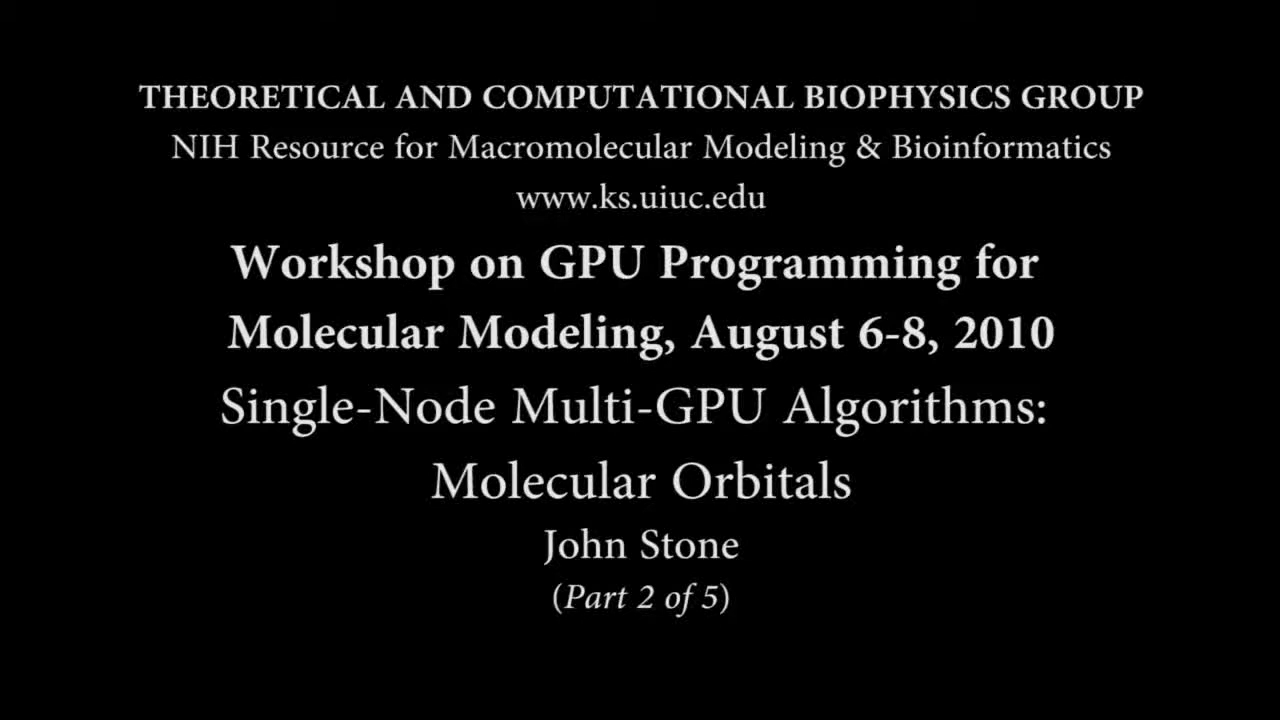 THEORETICAL AND COMPUTATIONAL BIOPHYSICS GROUP
NIH Resource for Macromolecular Modeling & Bioinformatics
www.ks.uiuc.edu
Workshop on GPU Programming for
Molecular Modeling, August 6-8, 2010
Single-Node Multi-GPU Algorithms:
Molecular Orbitals
John Stone
(Part 2 of 5)